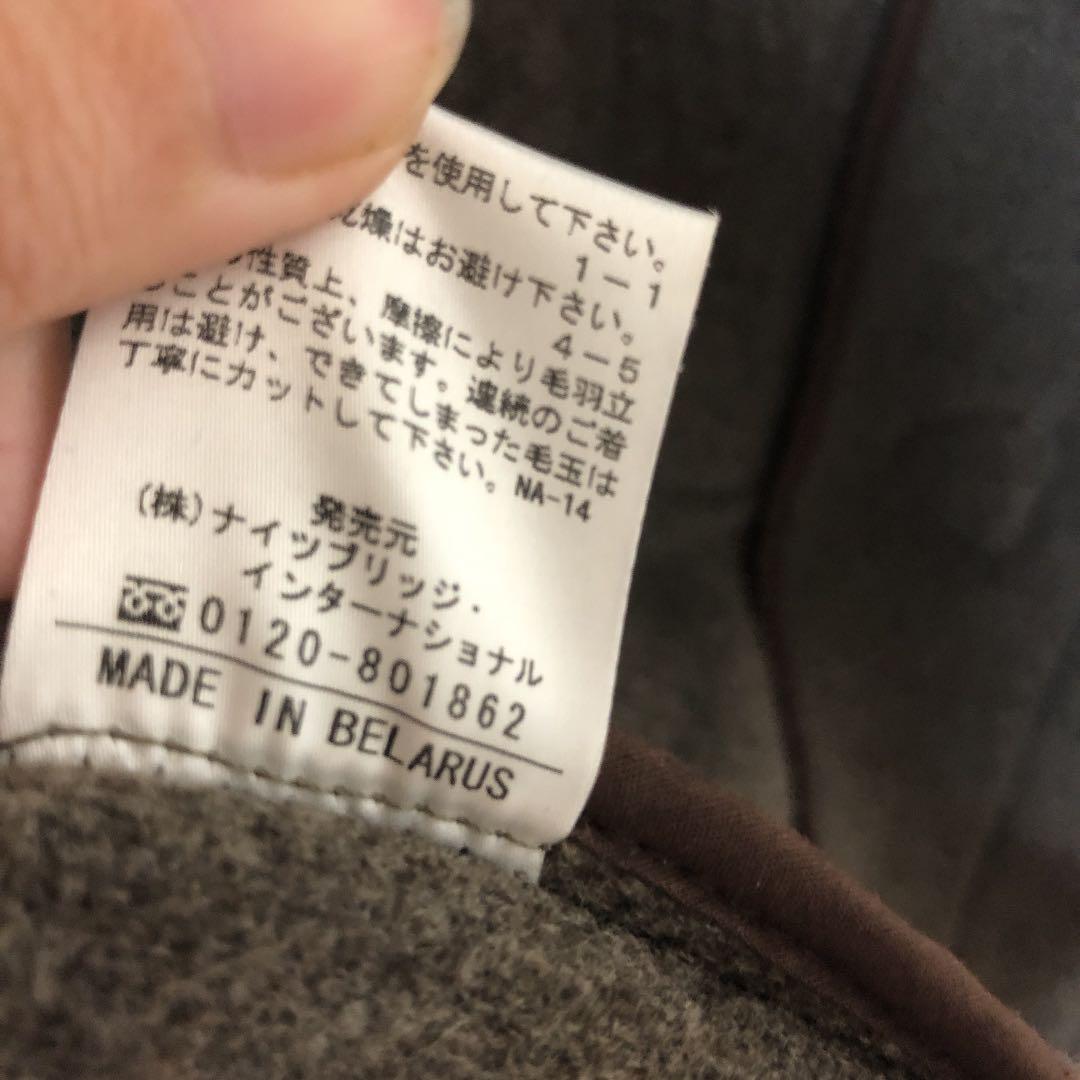 を使用して下さい。
1-1
燥はお避け下さい。
4-5
性質上、摩擦により毛羽立
ことがございます。連続のご着
用は避け、できてしまった毛玉は
丁寧にカットして下さい。NA-14
発売元
(株)ナイツブリッジ・
インターナショナル
0120-801862
MADE IN BELARUS